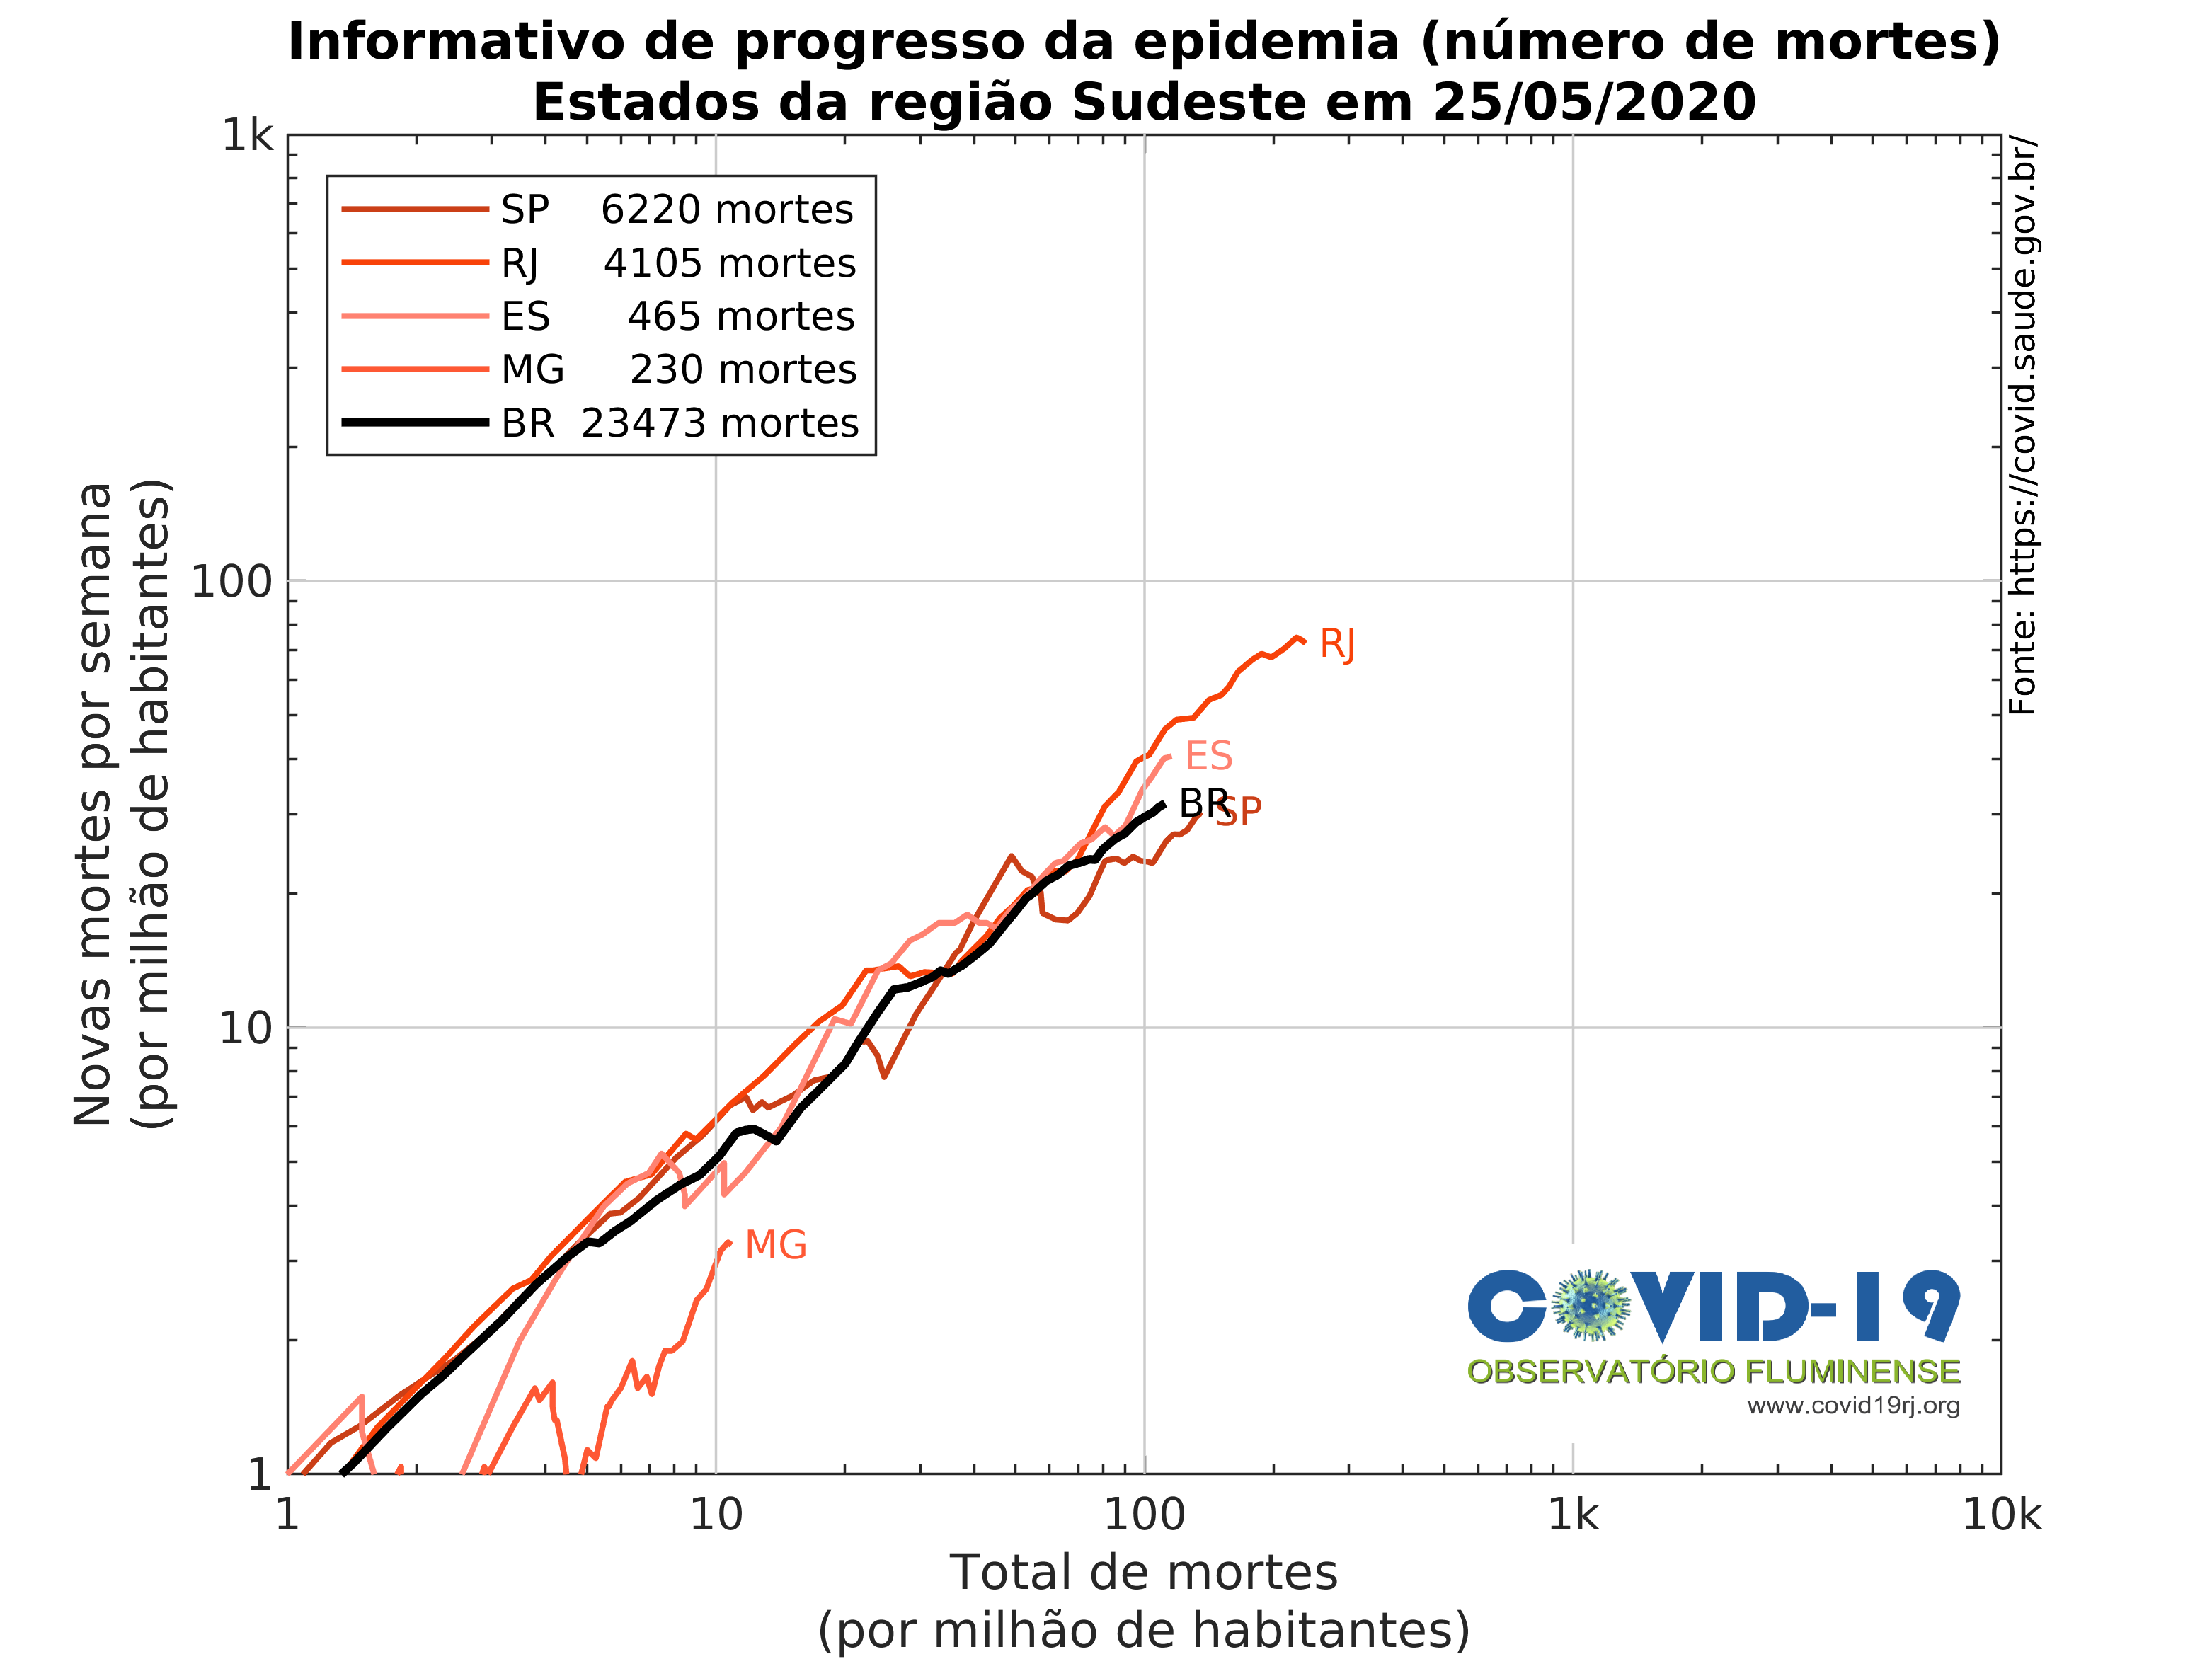 Informativo de progresso da epidemia (número de mortes)
Estados da região Sudeste em 25/05/2020
SP 6220 mortes
RJ 4105 mortes
ES 465 mortes
MG 230 mortes
BR 23473 mortes
1k
100
10
1
Novas mortes por semana
(por milhão de habitantes)
RJ
ES
BR
SP
MG
Fonte: https://covid.saude.gov.br/
COVID-19
OBSERVATÓRIO FLUMINENSE
www.covid19rj.org
1
10
100
1k
10k
Total de mortes
(por milhão de habitantes)